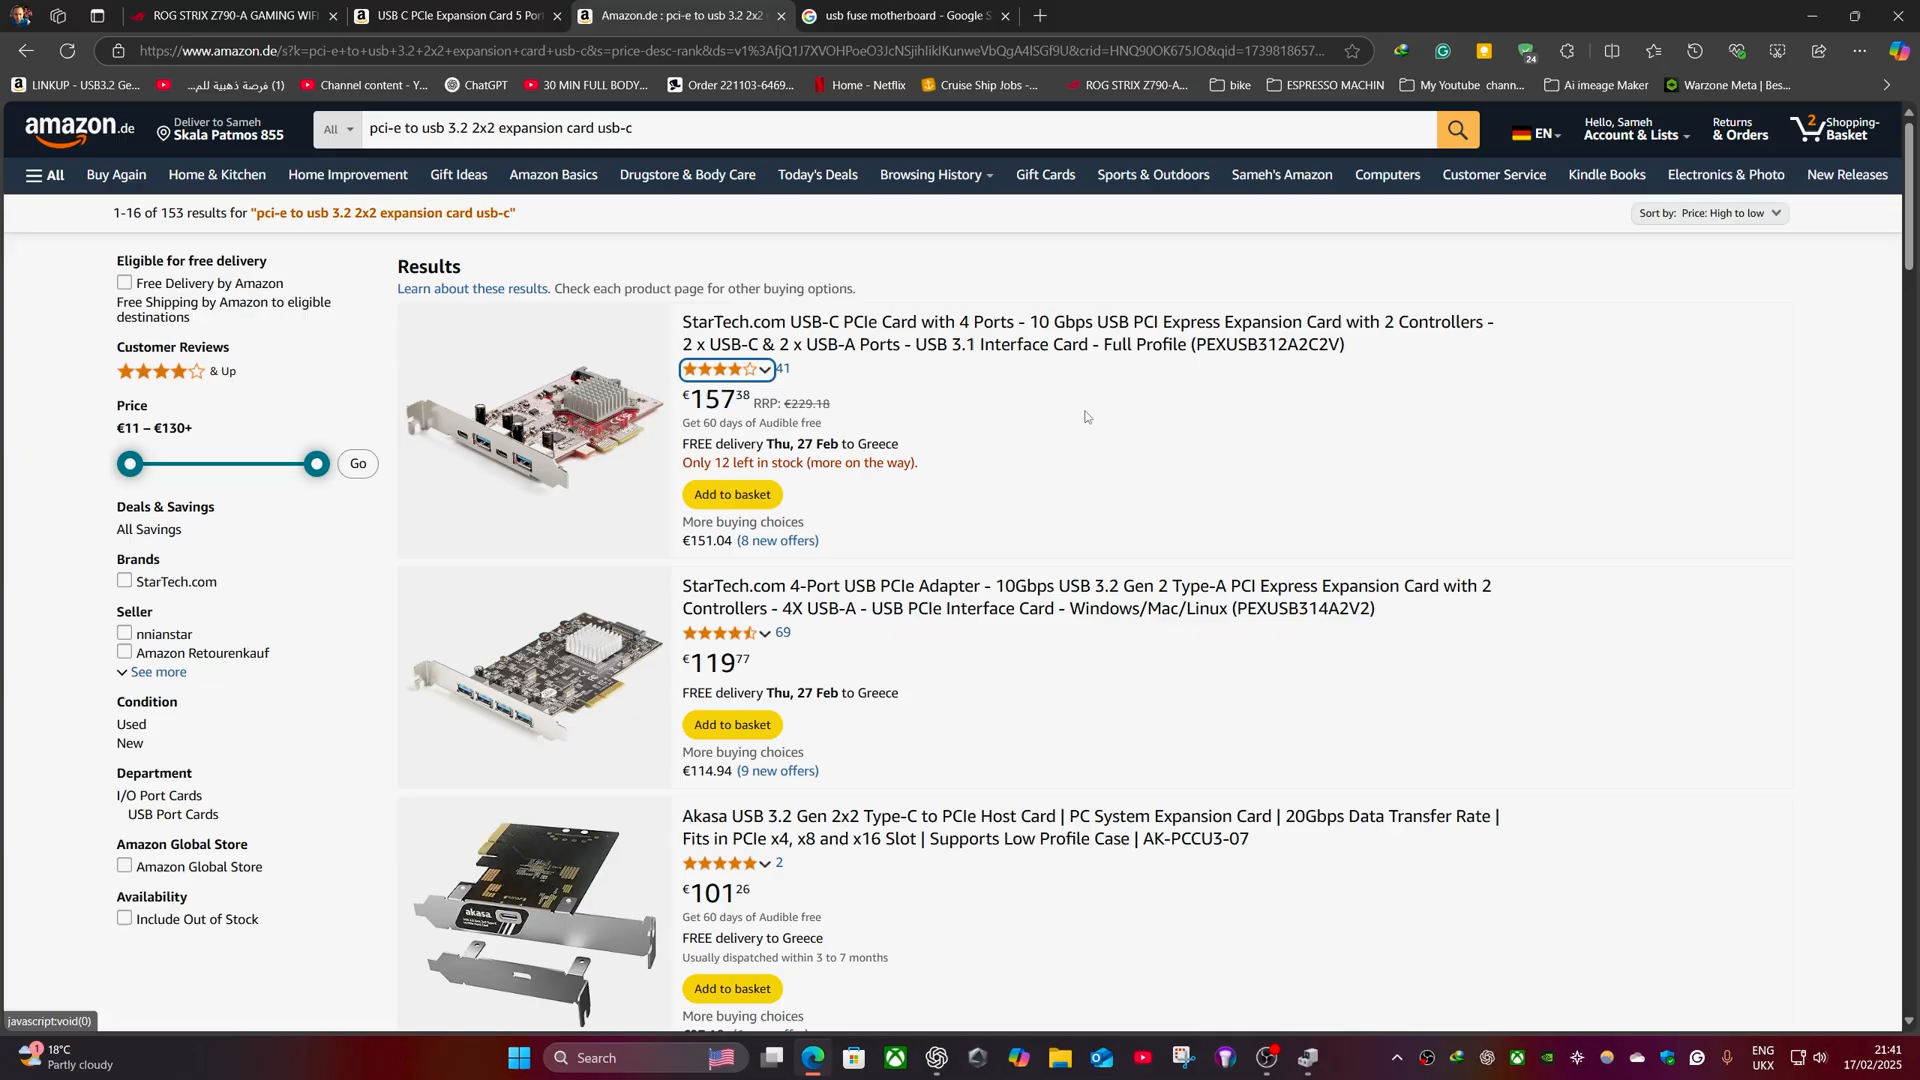 ROG STRIX Z790-A GAMING WIFI
USB C PCIe Expansion Card 5 Port
Amazon.de : pci-e to usb 3.2 2x2
usb fuse motherboard - Google S
https://www.amazon.de/s?k=pci-e+to+usb+3.2+2x2+expansion+card+usb-c&s=price-desc-rank&ds=v1%3AfjQ1J7XVOHPoeO3JcNSjihIikIKunweVbQgA4lSGf9U&crid=HNQ90OK675JO&qid=1739818657...
24
LINKUP - USB3.2 Ge...
(1) فرصة ذهبية للم...
Channel content - Y...
ChatGPT
30 MIN FULL BODY...
Order 221103-6469...
Home - Netflix
Cruise Ship Jobs -...
ROG STRIX Z790-A...
bike
ESPRESSO MACHIN
My Youtube chann...
Ai imeage Maker
Warzone Meta | Bes...
amazon.de
Deliver to Sameh
Skala Patmos 855
All
pci-e to usb 3.2 2x2 expansion card usb-c
EN
Hello, Sameh
Account & Lists
Returns
& Orders
2
Shopping-
Basket
All
Buy Again
Home & Kitchen
Home Improvement
Gift Ideas
Amazon Basics
Drugstore & Body Care
Today's Deals
Browsing History
Gift Cards
Sports & Outdoors
Sameh's Amazon
Computers
Customer Service
Kindle Books
Electronics & Photo
New Releases
1-16 of 153 results for "pci-e to usb 3.2 2x2 expansion card usb-c"
Sort by: Price: High to low
Eligible for free delivery
Free Delivery by Amazon
Free Shipping by Amazon to eligible
destinations
Customer Reviews
& Up
Price
€11 – €130+
Go
Deals & Savings
All Savings
Brands
StarTech.com
Seller
nnianstar
Amazon Retourenkauf
See more
Condition
Used
New
Department
I/O Port Cards
USB Port Cards
Amazon Global Store
Amazon Global Store
Availability
Include Out of Stock
Results
Learn about these results. Check each product page for other buying options.
StarTech.com USB-C PCIe Card with 4 Ports - 10 Gbps USB PCI Express Expansion Card with 2 Controllers -
2 x USB-C & 2 x USB-A Ports - USB 3.1 Interface Card - Full Profile (PEXUSB312A2C2V)
41
€15738 RRP: €229.18
Get 60 days of Audible free
FREE delivery Thu, 27 Feb to Greece
Only 12 left in stock (more on the way).
Add to basket
More buying choices
€151.04 (8 new offers)
StarTech.com 4-Port USB PCIe Adapter - 10Gbps USB 3.2 Gen 2 Type-A PCI Express Expansion Card with 2
Controllers - 4X USB-A - USB PCIe Interface Card - Windows/Mac/Linux (PEXUSB314A2V2)
69
€11977
FREE delivery Thu, 27 Feb to Greece
Add to basket
More buying choices
€114.94 (9 new offers)
akasa
Akasa USB 3.2 Gen 2x2 Type-C to PCIe Host Card | PC System Expansion Card | 20Gbps Data Transfer Rate |
Fits in PCIe x4, x8 and x16 Slot | Supports Low Profile Case | AK-PCCU3-07
2
€10126
Get 60 days of Audible free
FREE delivery to Greece
Usually dispatched within 3 to 7 months
Add to basket
More buying choices
javascript:void(0)
1
18°C
Partly cloudy
Search
ENG
UKX
21:41
17/02/2025